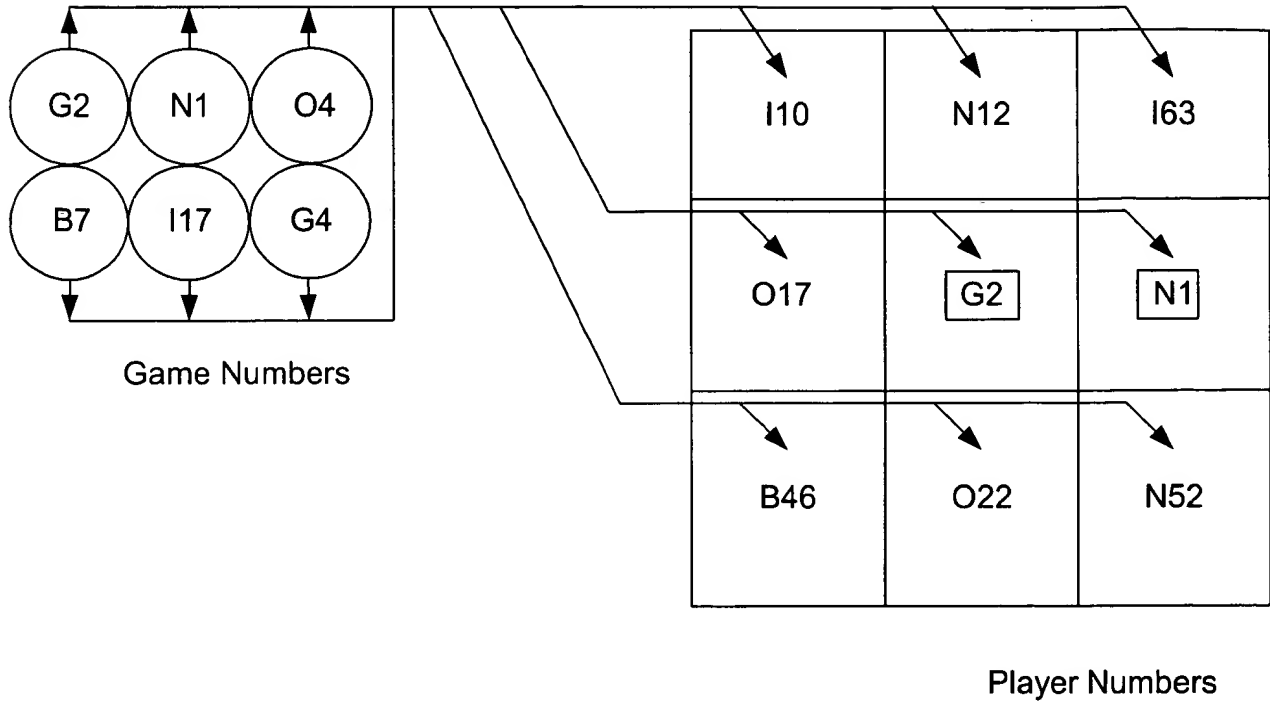 G2 N1 O4
I10 N12 I63
B7 I17 G4
O17 G2 N1
Game Numbers
B46 O22 N52
Player Numbers